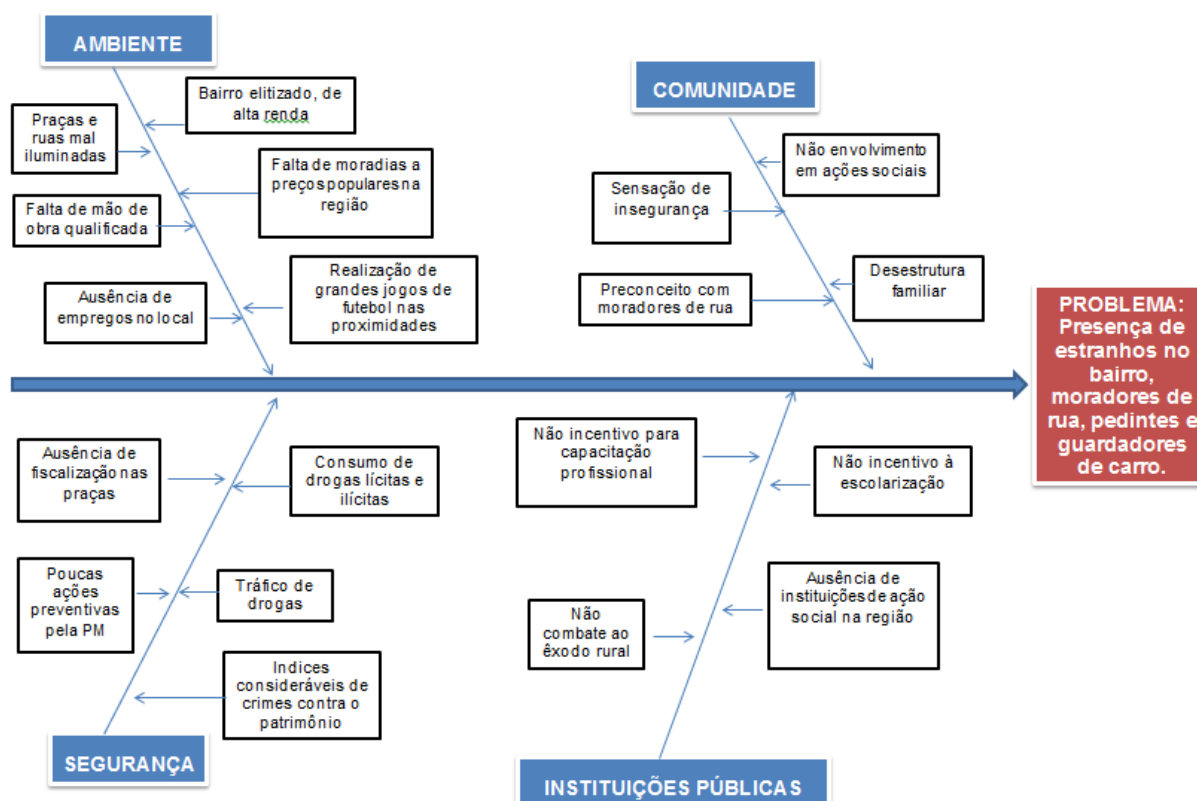 AMBIENTE
Bairro elitizado, de
alta renda
Praças e
ruas mal
iluminadas
Falta de moradias a
preços populares na
região
Falta de mão de
obra qualificada
Realização de
grandes jogos de
futebol nas
proximidades
Ausência de
empregos no local
COMUNIDADE
Não envolvimento
em ações sociais
Sensação de
insegurança
Desestrutura
familiar
Preconceito com
moradores de rua
PROBLEMA:
Presença de
estranhos no
bairro,
moradores de
rua, pedintes e
guardadores
de carro.
Ausência de
fiscalização nas
praças
Consumo de
drogas lícitas e
ilícitas
Poucas
ações
preventivas
pela PM
Tráfico de
drogas
Indices
consideráveis de
crimes contra o
patrimônio
SEGURANÇA
Não incentivo para
capacitação
profissional
Não incentivo à
escolarização
Ausência de
instituições de ação
social na região
Não
combate ao
êxodo rural
INSTITUIÇÕES PÚBLICAS